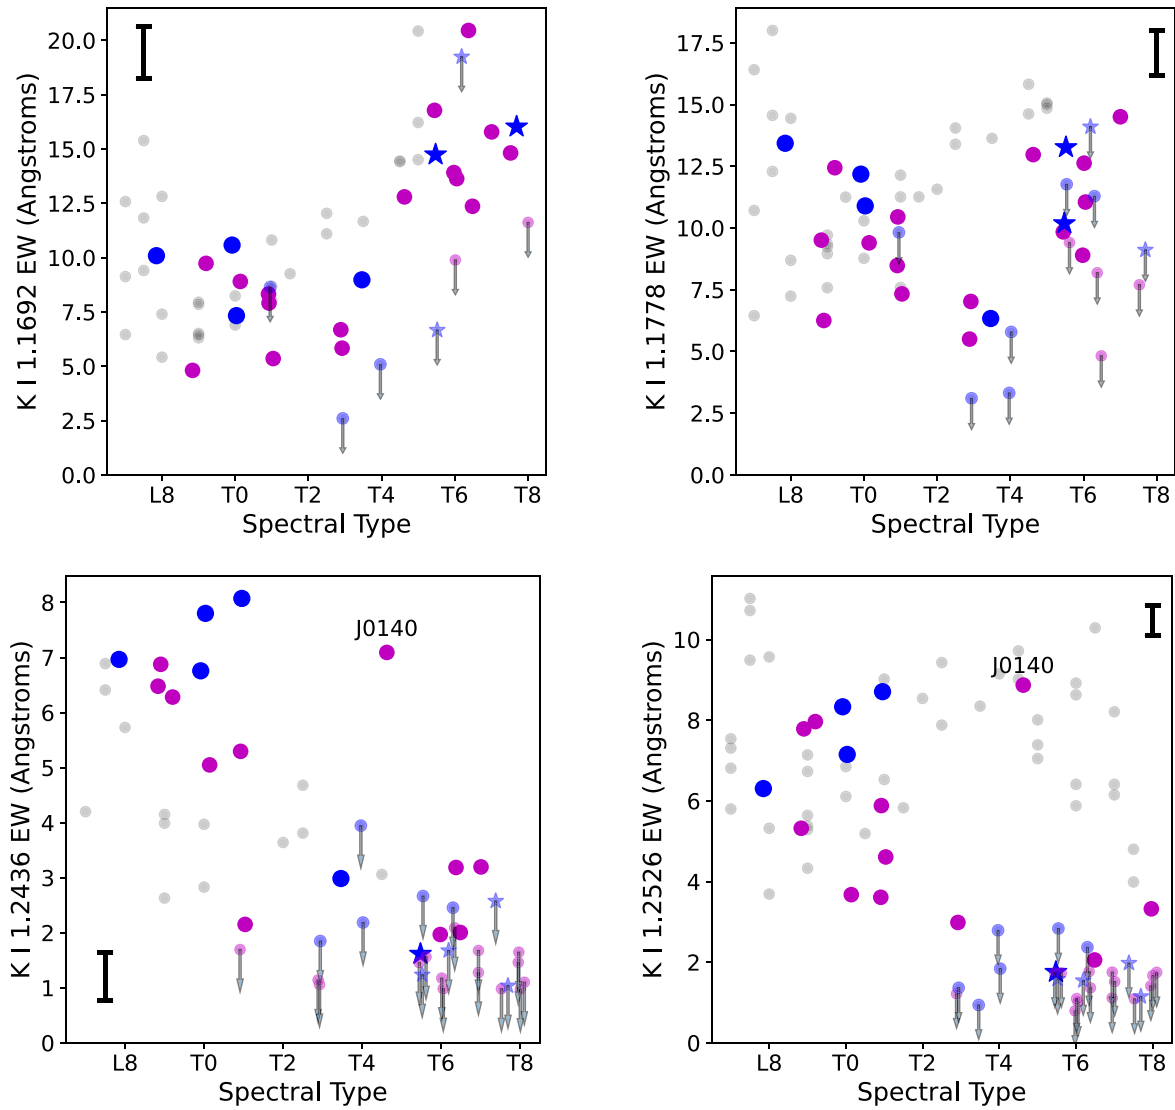 K I 1.1692 EW (Angstroms)
20.0
17.5
15.0
12.5
10.0
7.5
5.0
2.5
0.0
L8 T0 T2 T4 T6 T8
Spectral Type
K I 1.1778 EW (Angstroms)
17.5
15.0
12.5
10.0
7.5
5.0
2.5
0.0
L8 T0 T2 T4 T6 T8
Spectral Type
K I 1.2436 EW (Angstroms)
8
7
6
5
4
3
2
1
0
J0140
L8 T0 T2 T4 T6 T8
Spectral Type
K I 1.2526 EW (Angstroms)
10
8
6
4
2
0
J0140
L8 T0 T2 T4 T6 T8
Spectral Type